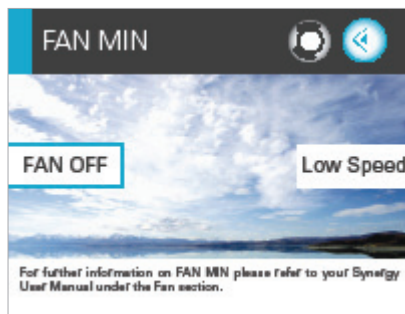 FAN MIN
FAN OFF
Low Speed
For further information on FAN MIN please refer to your Synergy
User Manual under the Fan section.